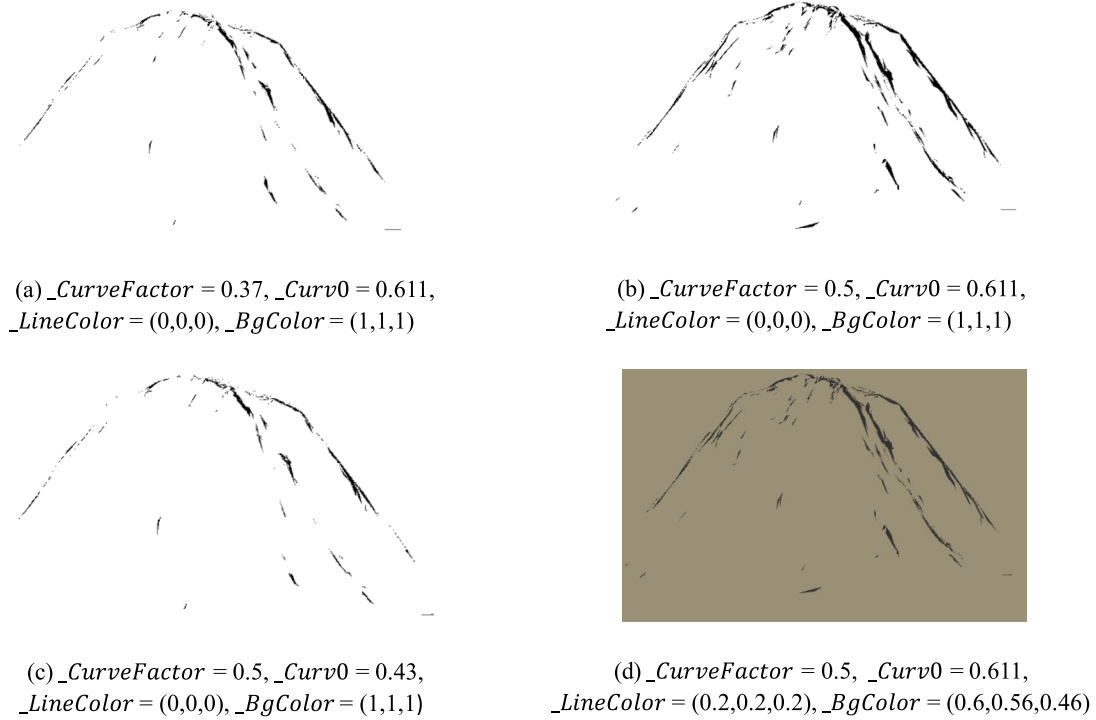 (a) _CurveFactor = 0.37, _Curv0 = 0.611,
_LineColor = (0,0,0), _BgColor = (1,1,1)
(b) _CurveFactor = 0.5, _Curv0 = 0.611,
_LineColor = (0,0,0), _BgColor = (1,1,1)
(c) _CurveFactor = 0.5, _Curv0 = 0.43,
_LineColor = (0,0,0), _BgColor = (1,1,1)
(d) _CurveFactor = 0.5, _Curv0 = 0.611,
_LineColor = (0.2,0.2,0.2), _BgColor = (0.6,0.56,0.46)